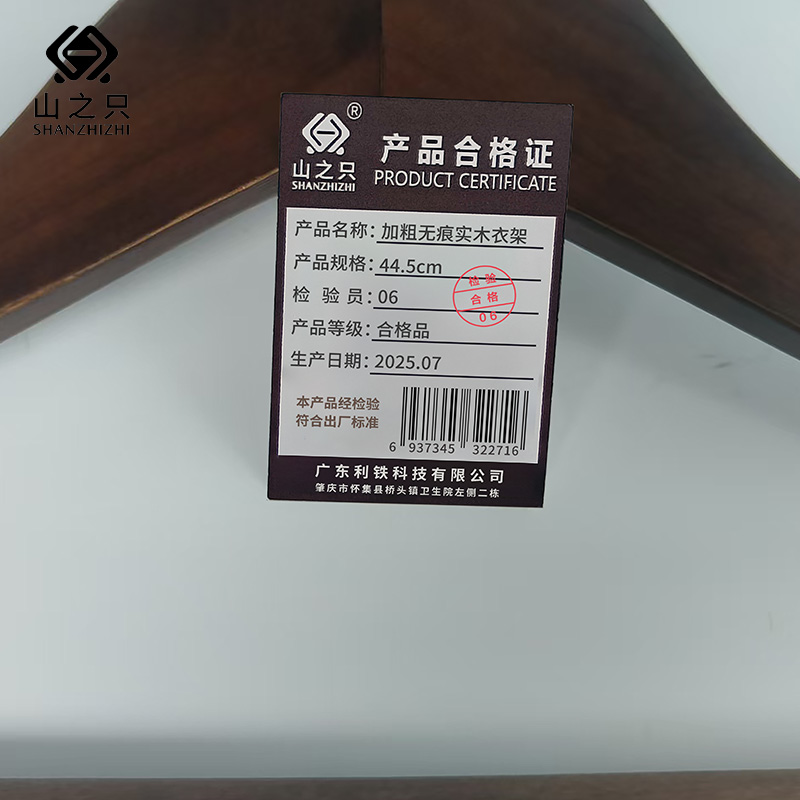 山之只
SHANZHIZHI
山之只
SHANZHIZHI
®
产品合格证
PRODUCT CERTIFICATE
产品名称：加粗无痕实木衣架
产品规格：44.5cm
检 验 员：06
产品等级：合格品
生产日期：2025.07
检验
合格
06
本产品经检验
符合出厂标准
6 937345 322716
广东利铁科技有限公司
肇庆市怀集县桥头镇卫生院左侧二栋